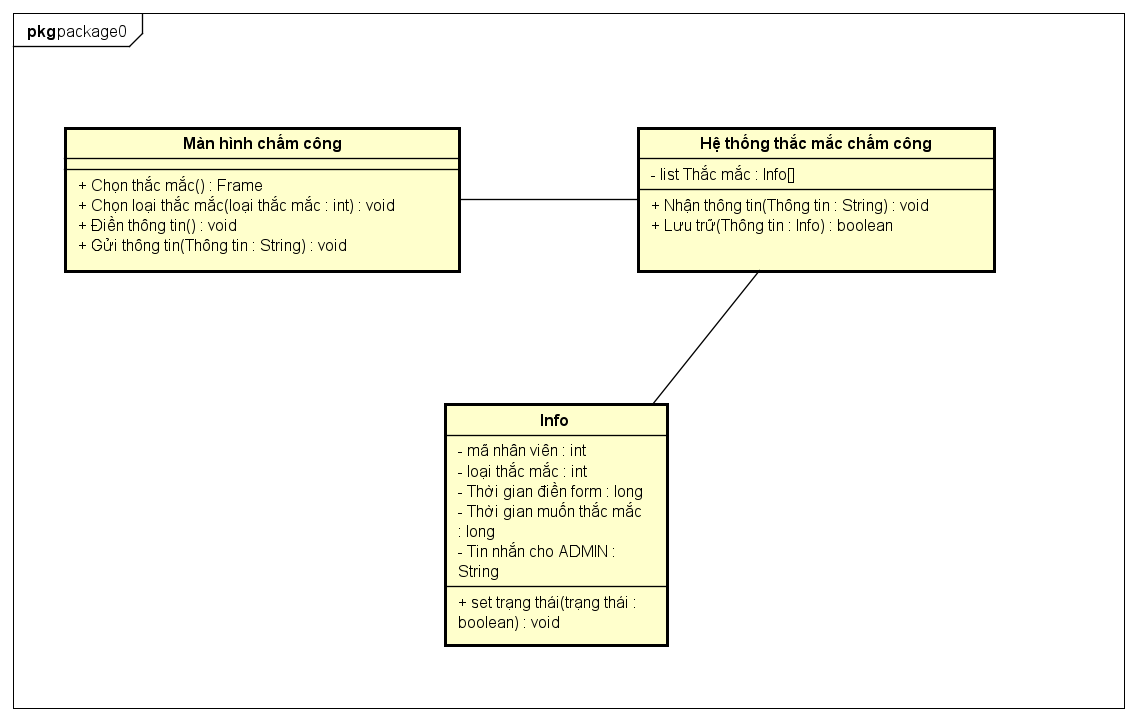 pkgpackage0
Màn hình chấm công
+ Chọn thắc mắc() : Frame
+ Chọn loại thắc mắc(loại thắc mắc : int) : void
+ Điền thông tin() : void
+ Gửi thông tin(Thông tin : String) : void
Hệ thống thắc mắc chấm công
- list Thắc mắc : Info[]
+ Nhận thông tin(Thông tin : String) : void
+ Lưu trữ(Thông tin : Info) : boolean
Info
- mã nhân viên : int
- loại thắc mắc : int
- Thời gian điền form : long
- Thời gian muốn thắc mắc
: long
- Tin nhắn cho ADMIN :
String
+ set trạng thái(trạng thái :
boolean) : void